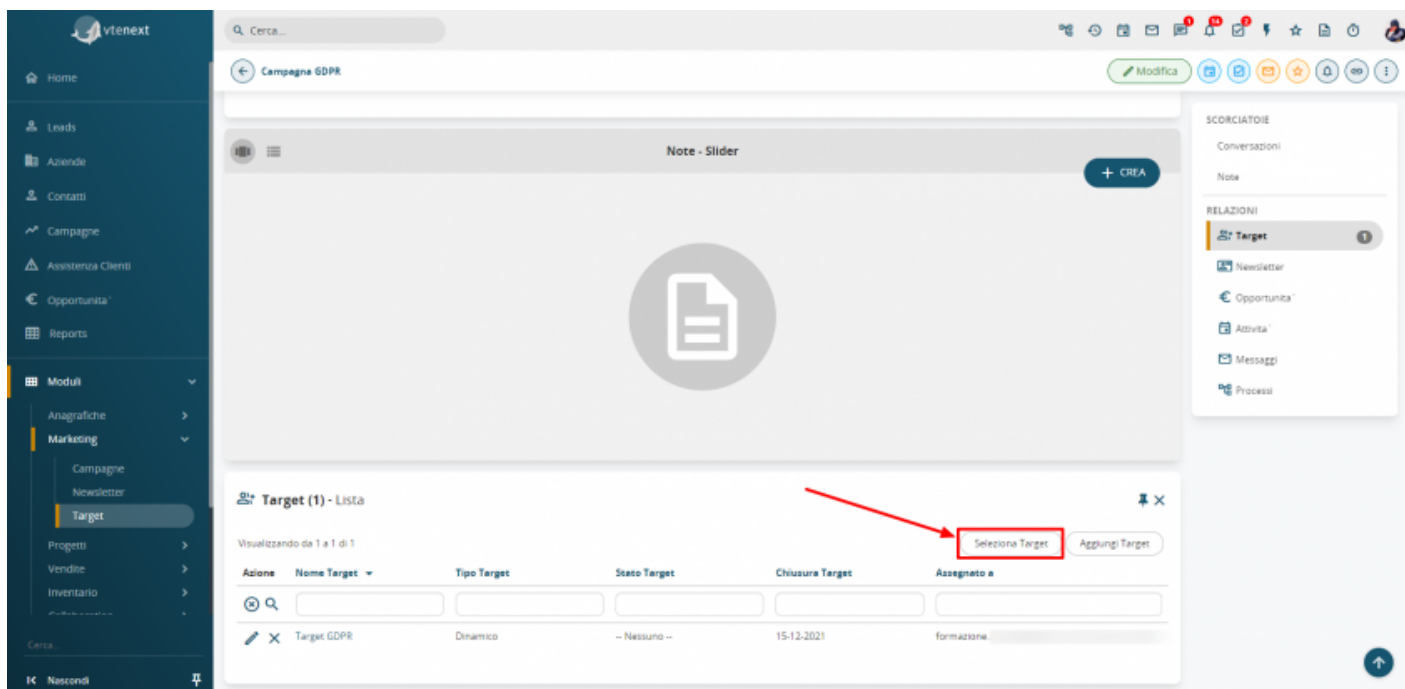 vtenext
Cerca...
1
14
2
Home
Campagna GDPR
Modifica
Leads
Aziende
Contatti
Campagne
Assistenza Clienti
Opportunita`
Reports
Moduli
Anagrafiche
Marketing
Campagne
Newsletter
Target
Progetti
Vendite
Inventario
Cerca...
Nascondi
Note - Slider
+ CREA
SCORCIATOIE
Conversazioni
Note
RELAZIONI
Target 1
Newsletter
Opportunita`
Attivita`
Messaggi
Processi
Target (1) - Lista
Visualizzando da 1 a 1 di 1
Seleziona Target Aggiungi Target
Azione Nome Target Tipo Target Stato Target Chiusura Target Assegnato a
Target GDPR Dinamico -- Nessuno -- 15-12-2021 formazione.